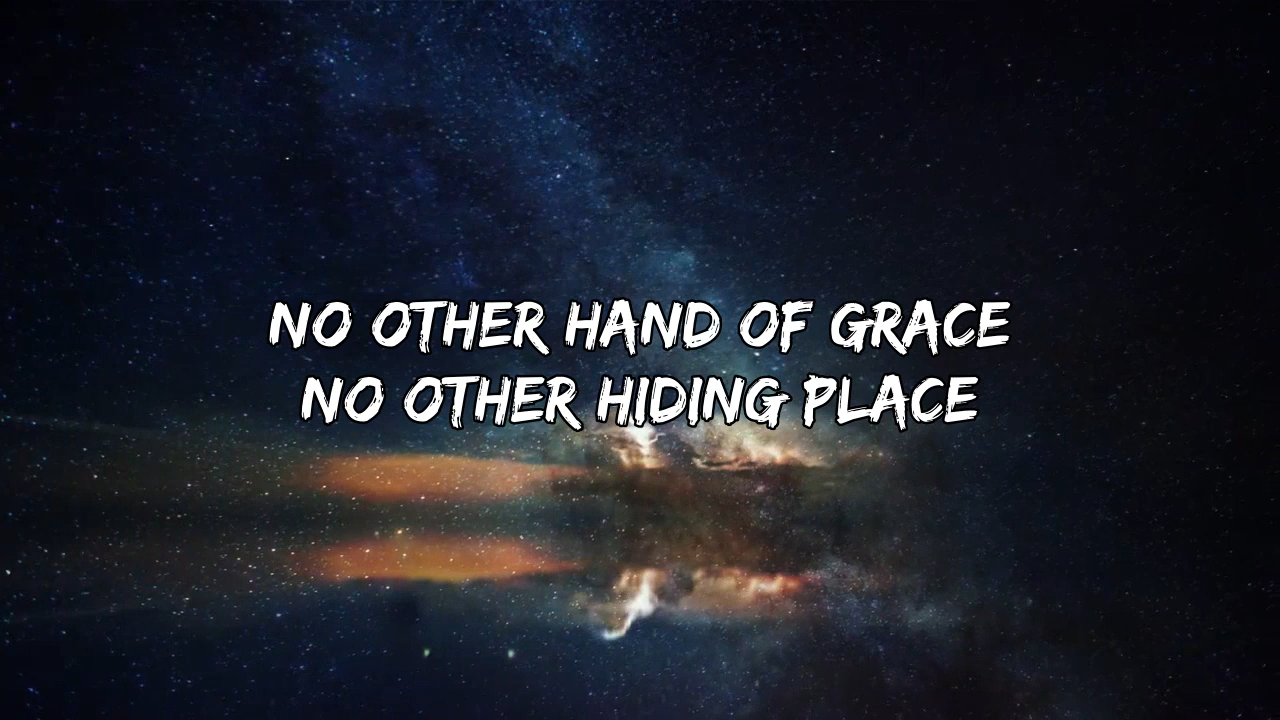 NO OTHER HAND OF GRACE
NO OTHER HIDING PLACE